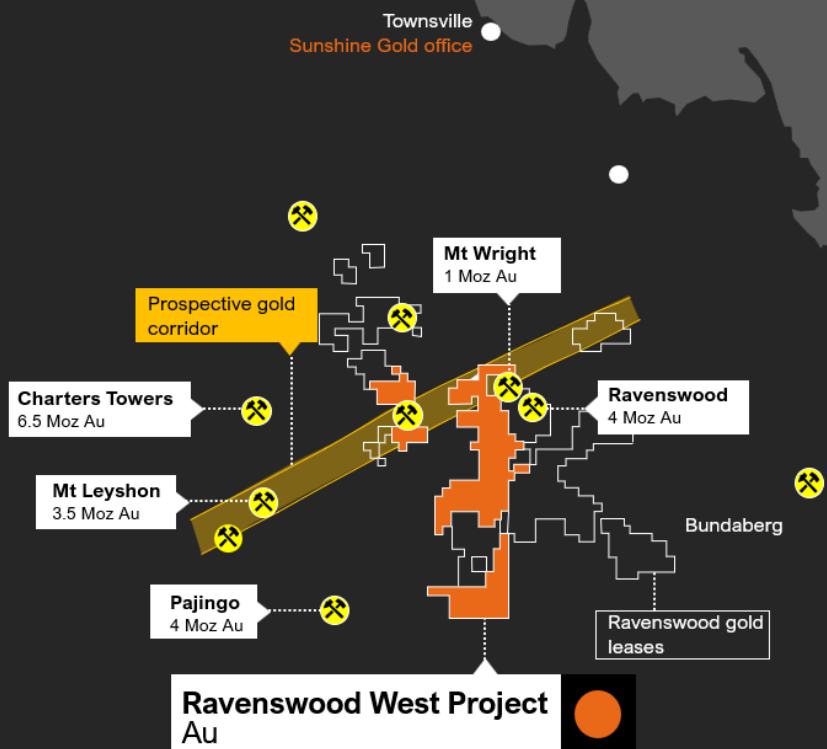 Townsville
Sunshine Gold office
Mt Wright
1 Moz Au
Prospective gold
corridor
Charters Towers
6.5 Moz Au
Ravenswood
4 Moz Au
Mt Leyshon
3.5 Moz Au
Bundaberg
Pajingo
4 Moz Au
Ravenswood gold
leases
Ravenswood West Project
Au